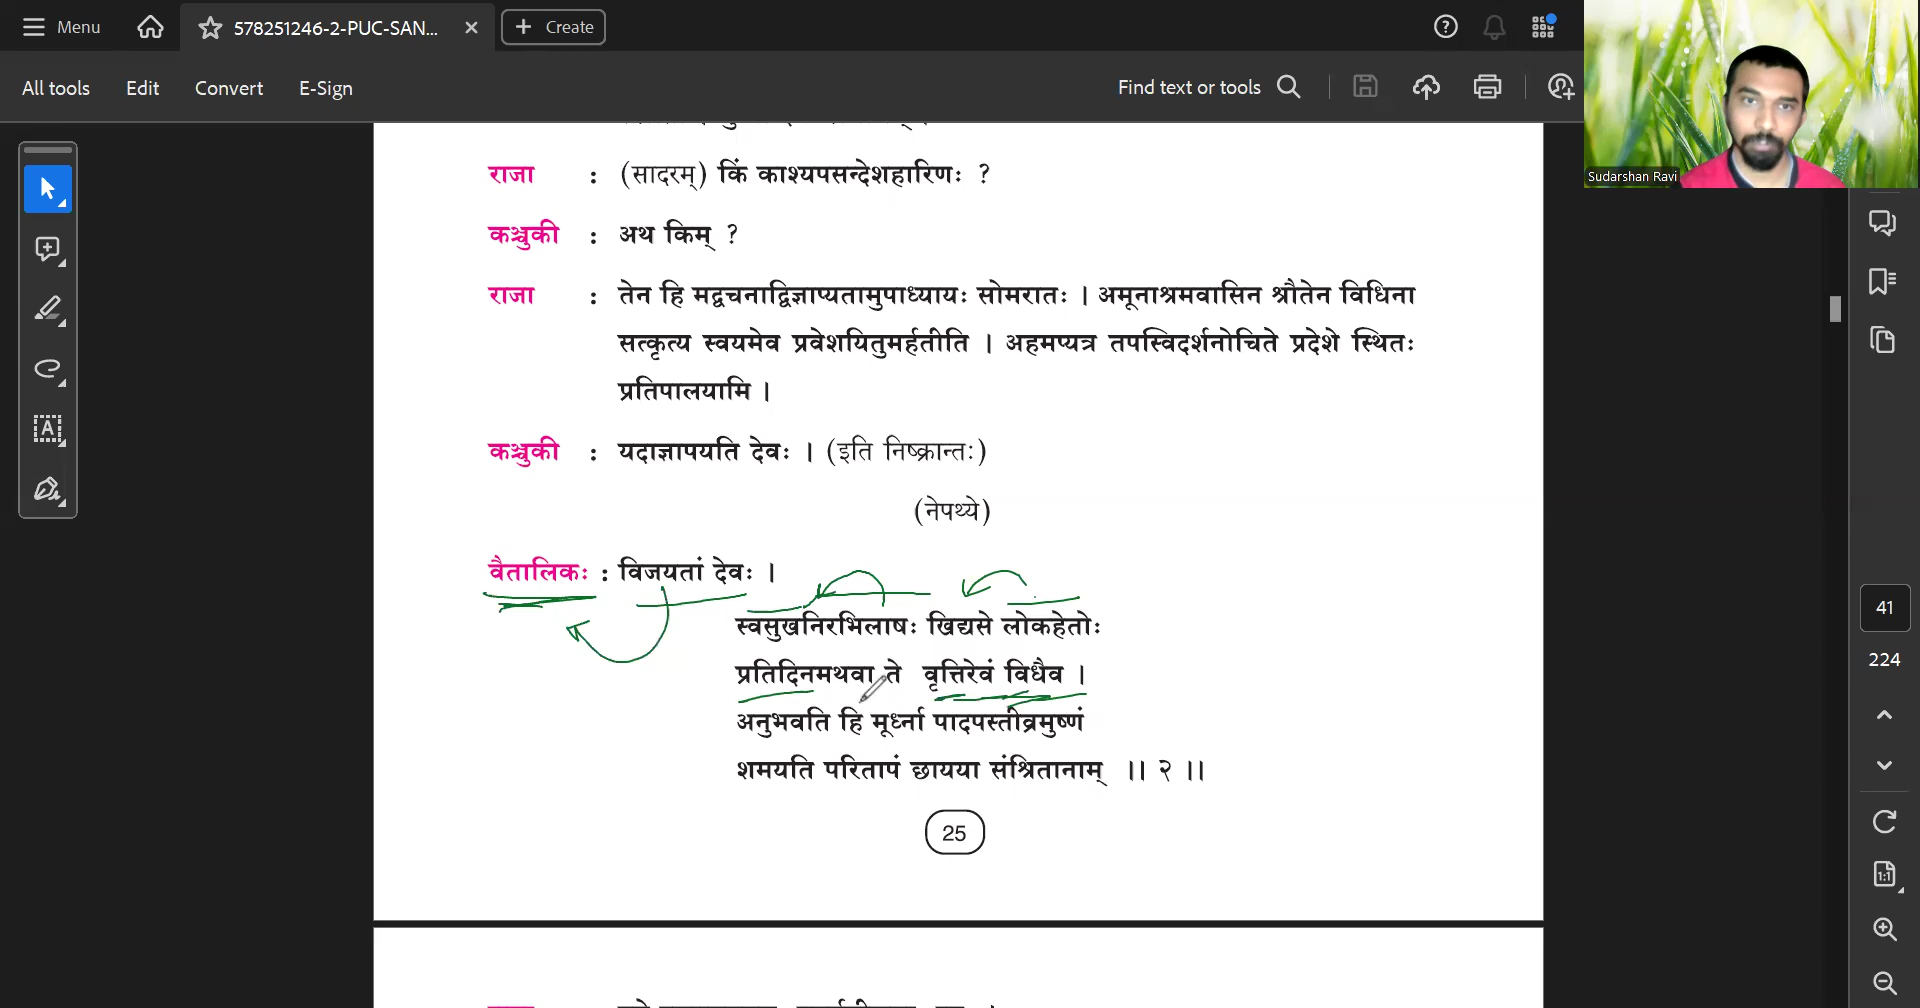 Menu
578251246-2-PUC-SAN...
Create
All tools
Edit
Convert
E-Sign
Find text or tools
Sudarshan Ravi
राजा : (सादरम्) किं काश्यपसन्देशहारिणः ?
कञ्चुकी : अथ किम् ?
राजा : तेन हि मद्वचनाद्विज्ञाप्यतामुपाध्यायः सोमरातः । अमूनाश्रमवासिन श्रौतेन विधिना
सत्कृत्य स्वयमेव प्रवेशयितुमर्हतीति । अहमप्यत्र तपस्विदर्शनोचिते प्रदेशे स्थितः
प्रतिपालयामि ।
कञ्चुकी : यदाज्ञापयति देवः । (इति निष्क्रान्तः)
(नेपथ्ये)
वैतालिकः : विजयतां देवः ।
स्वसुखनिरभिलाषः खिद्यसे लोकहेतोः
प्रतिदिनमथवा ते वृत्तिरेवं विधैव ।
अनुभवति हि मूर्ध्ना पादपस्तीव्रमुष्णं
शमयति परितापं छायया संश्रितानाम् ।। २ ।।
25
41
224
1:1